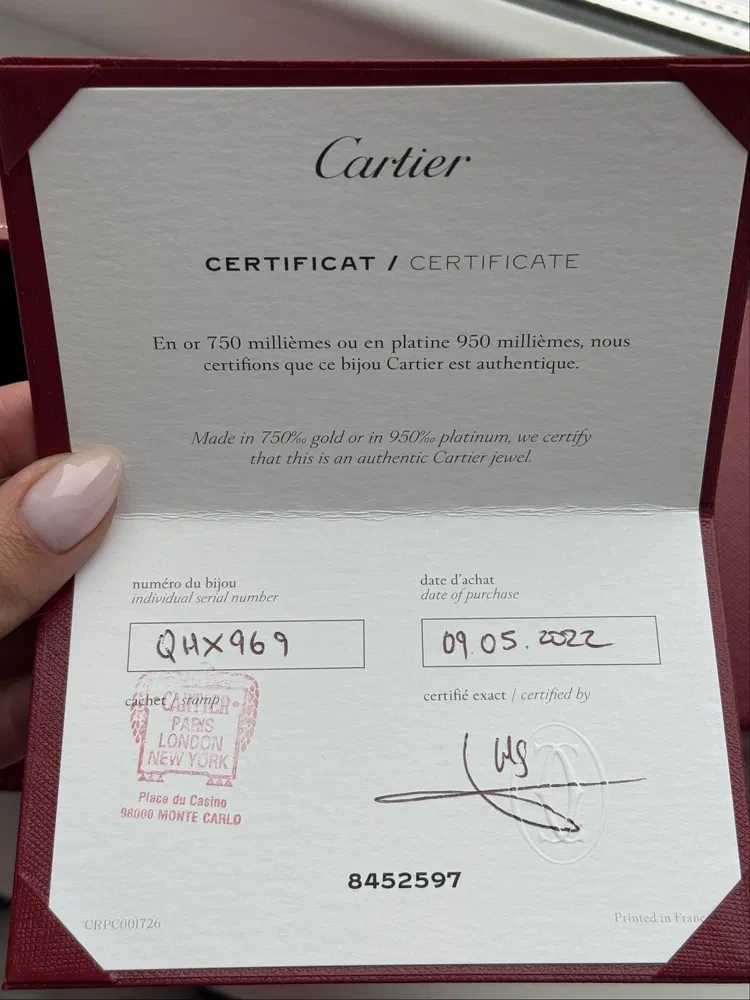 Cartier
CERTIFICAT / CERTIFICATE
En or 750 millièmes ou en platine 950 millièmes, nous
certifions que ce bijou Cartier est authentique.
Made in 750‰ gold or in 950‰ platinum, we certify
that this is an authentic Cartier jewel.
numéro du bijou
individual serial number
QHX969
date d'achat
date of purchase
09.05.2022
cachet / stamp
CARTIER
PARIS
LONDON
NEW YORK
Place du Casino
98000 MONTE CARLO
certifié exact / certified by
8452597
CRPC001726
Printed in Franc